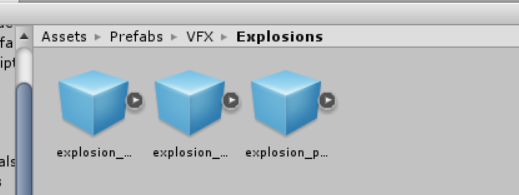 Assets ▸ Prefabs ▸ VFX ▸ Explosions
explosion_... explosion_... explosion_p...